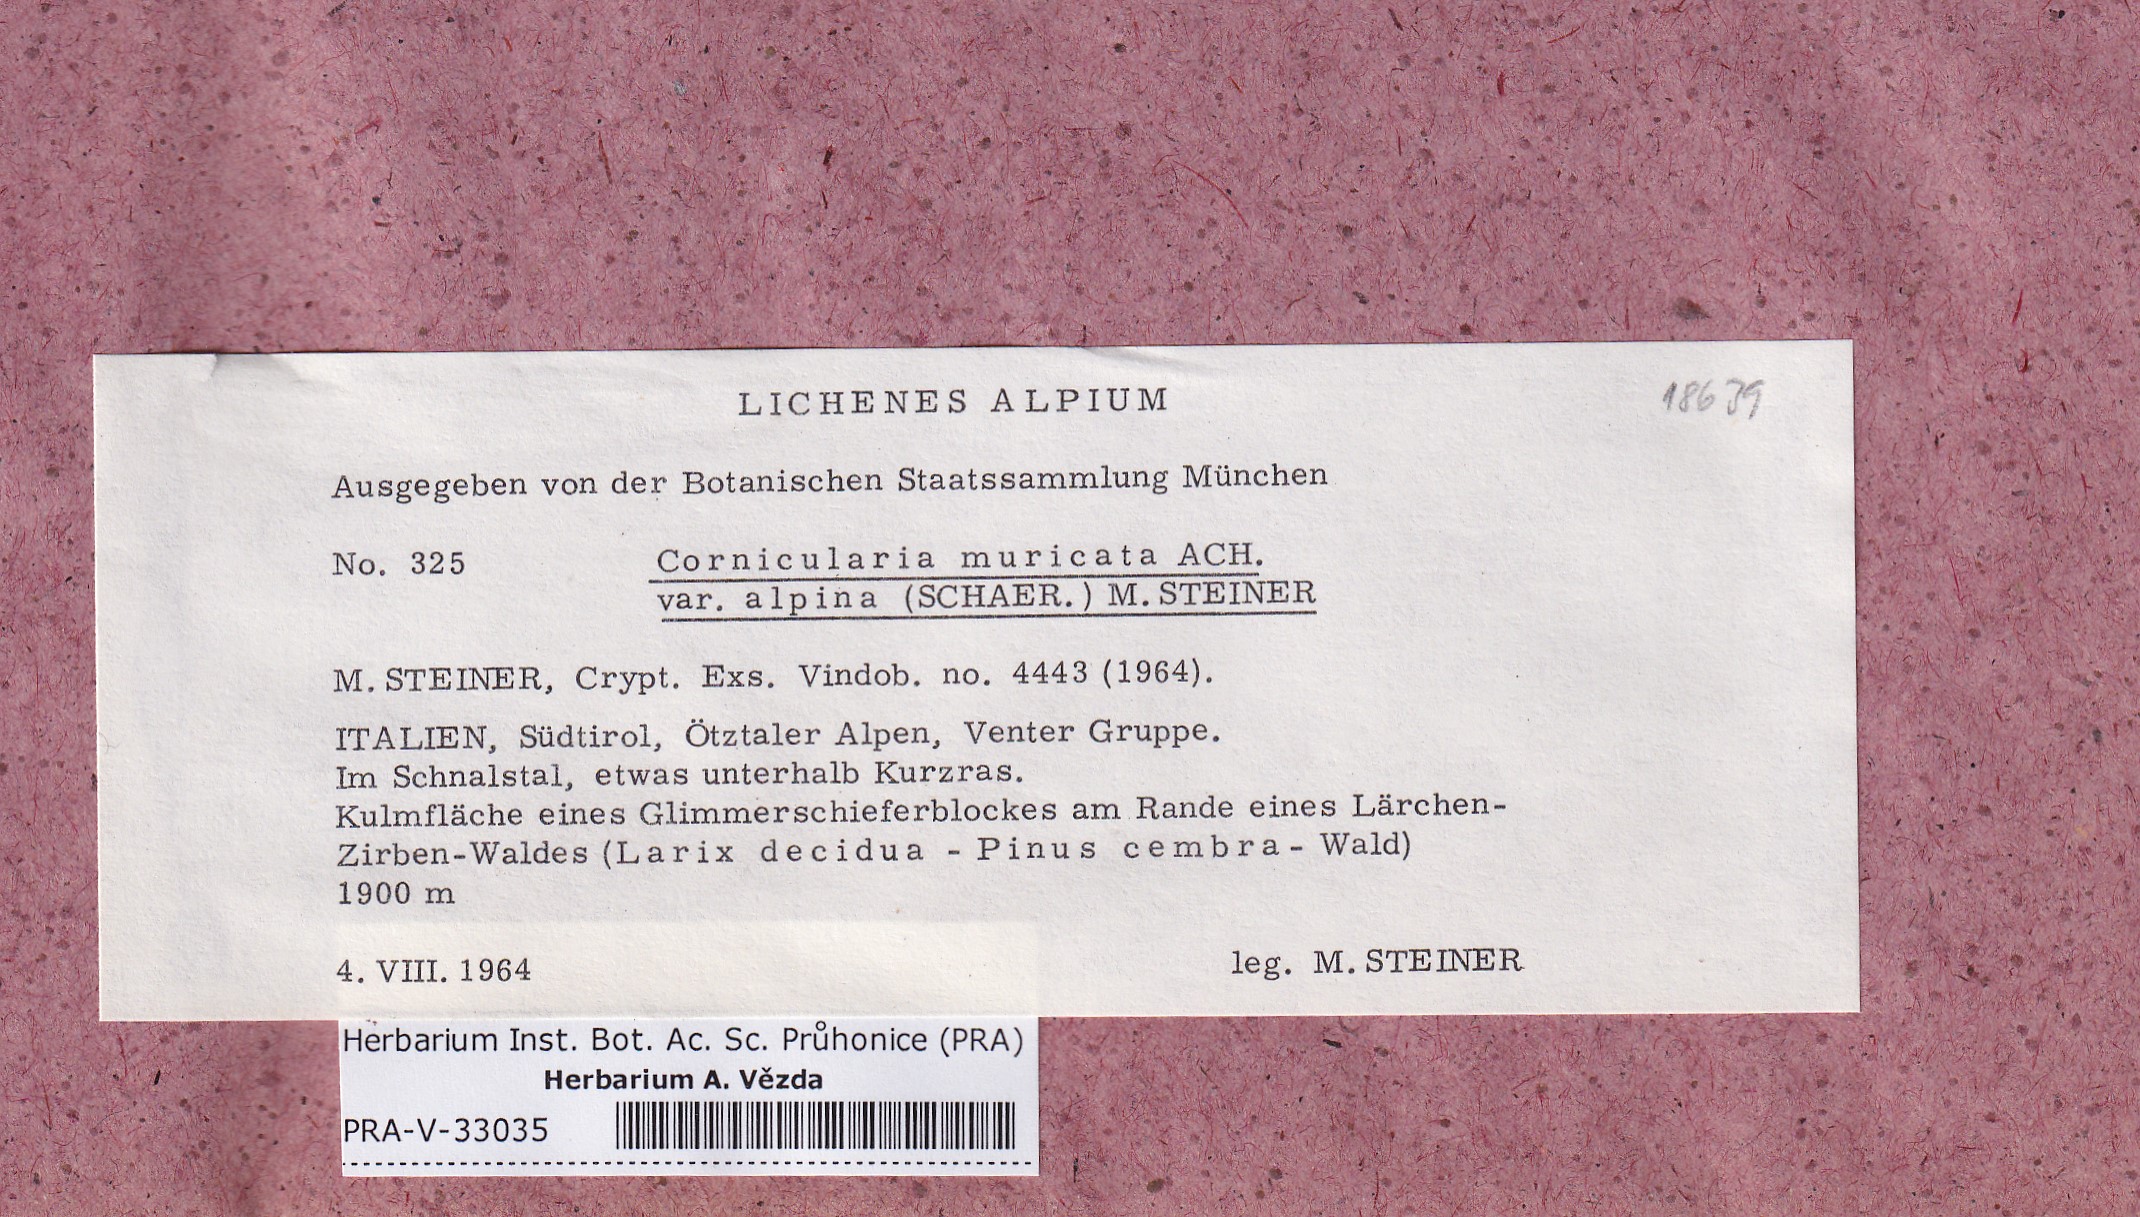 LICHENES ALPIUM
18639
Ausgegeben von der Botanischen Staatssammlung München
No. 325 Cornicularia muricata ACH.
var. alpina (SCHAER.) M. STEINER
M. STEINER, Crypt. Exs. Vindob. no. 4443 (1964).
ITALIEN, Südtirol, Ötztaler Alpen, Venter Gruppe.
Im Schnalstal, etwas unterhalb Kurzras.
Kulmfläche eines Glimmerschieferblockes am Rande eines Lärchen-
Zirben-Waldes (Larix decidua - Pinus cembra - Wald)
1900 m
4. VIII. 1964 leg. M. STEINER
Herbarium Inst. Bot. Ac. Sc. Průhonice (PRA)
Herbarium A. Vězda
PRA-V-33035